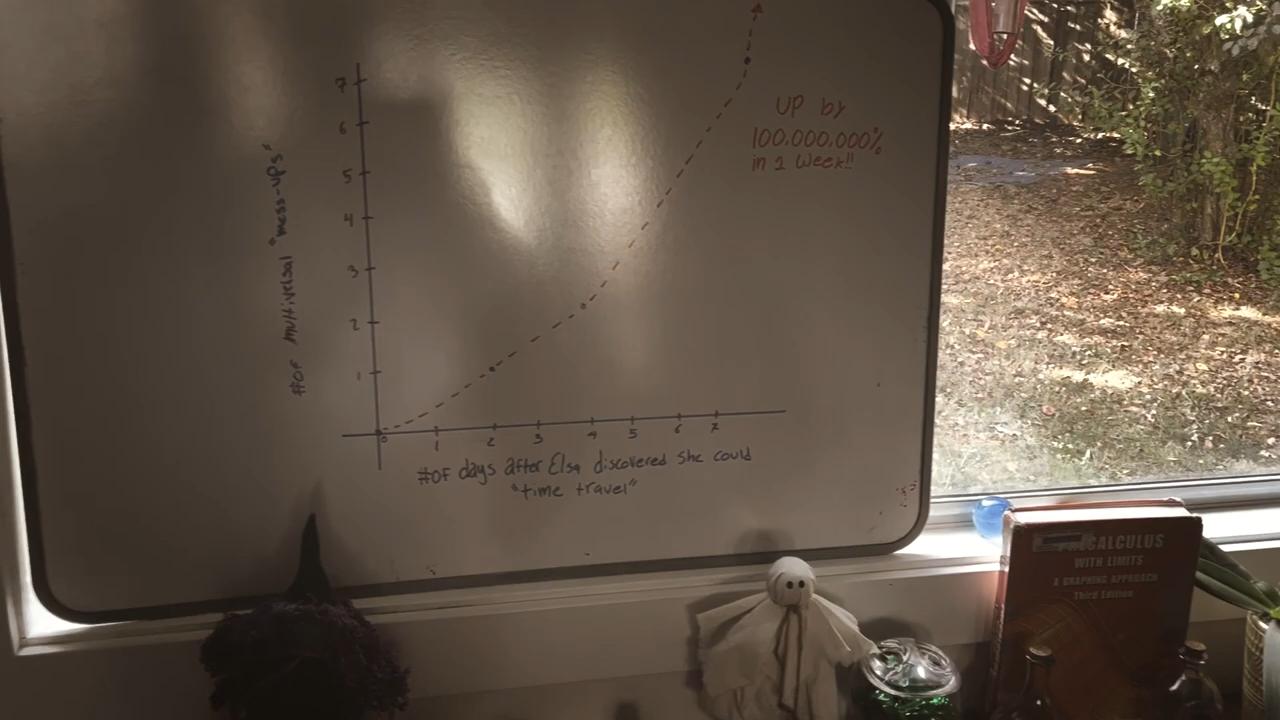 7
6
5
4
3
2
1
# of multiversal "mess-ups"
UP by
100,000,000%
in 1 week!!
0 1 2 3 4 5 6 7
# of days after Elsa discovered she could
"time travel"
PRECALCULUS
WITH LIMITS
A GRAPHING APPROACH
Third Edition